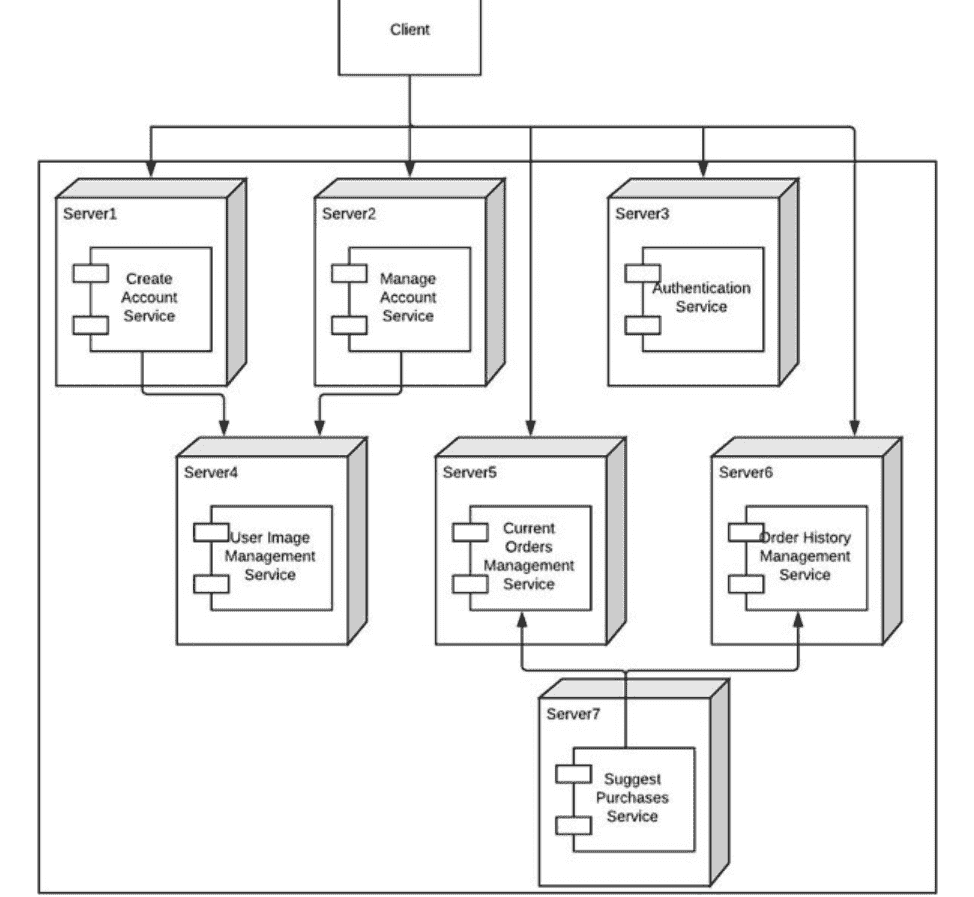 Client
Server1
Create
Account
Service
Server2
Manage
Account
Service
Server3
Authentication
Service
Server4
User Image
Management
Service
Server5
Current
Orders
Management
Service
Server6
Order History
Management
Service
Server7
Suggest
Purchases
Service